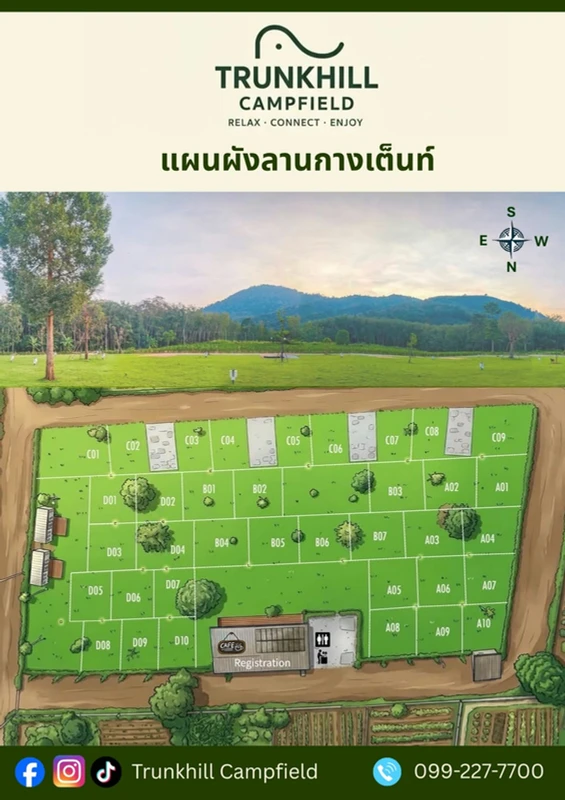 TRUNKHILL
CAMPFIELD
RELAX · CONNECT · ENJOY
แผนผังลานกางเต็นท์
S
E W
N
C01 C02 C03 C04 C05 C06 C07 C08 C09
D01 D02 B01 B02 B03 A02 A01
D03 D04 B04 B05 B06 B07 A03 A04
D05 D06 D07 A05 A06 A07
D08 D09 D10 A08 A09 A10
CAFE
Registration
Trunkhill Campfield 099-227-7700